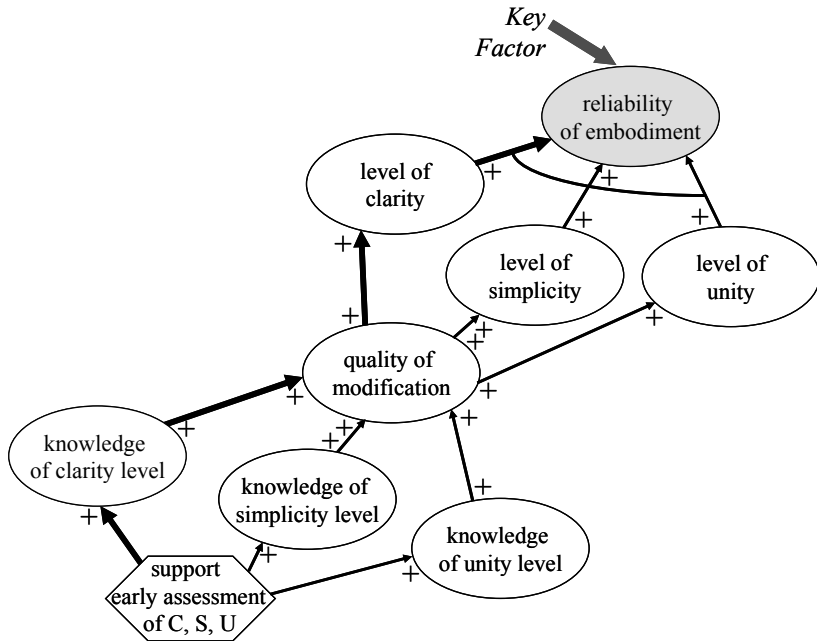 Key
Factor
reliability
of embodiment
+
level of
clarity
+
+
+
level of
simplicity
+
+
level of
unity
+
+
+
+
+
quality of
modification
+
+
+
+
+
+
+
knowledge
of clarity level
+
knowledge of
simplicity level
+
+
knowledge
of unity level
+
+
support
early assessment
of C, S, U